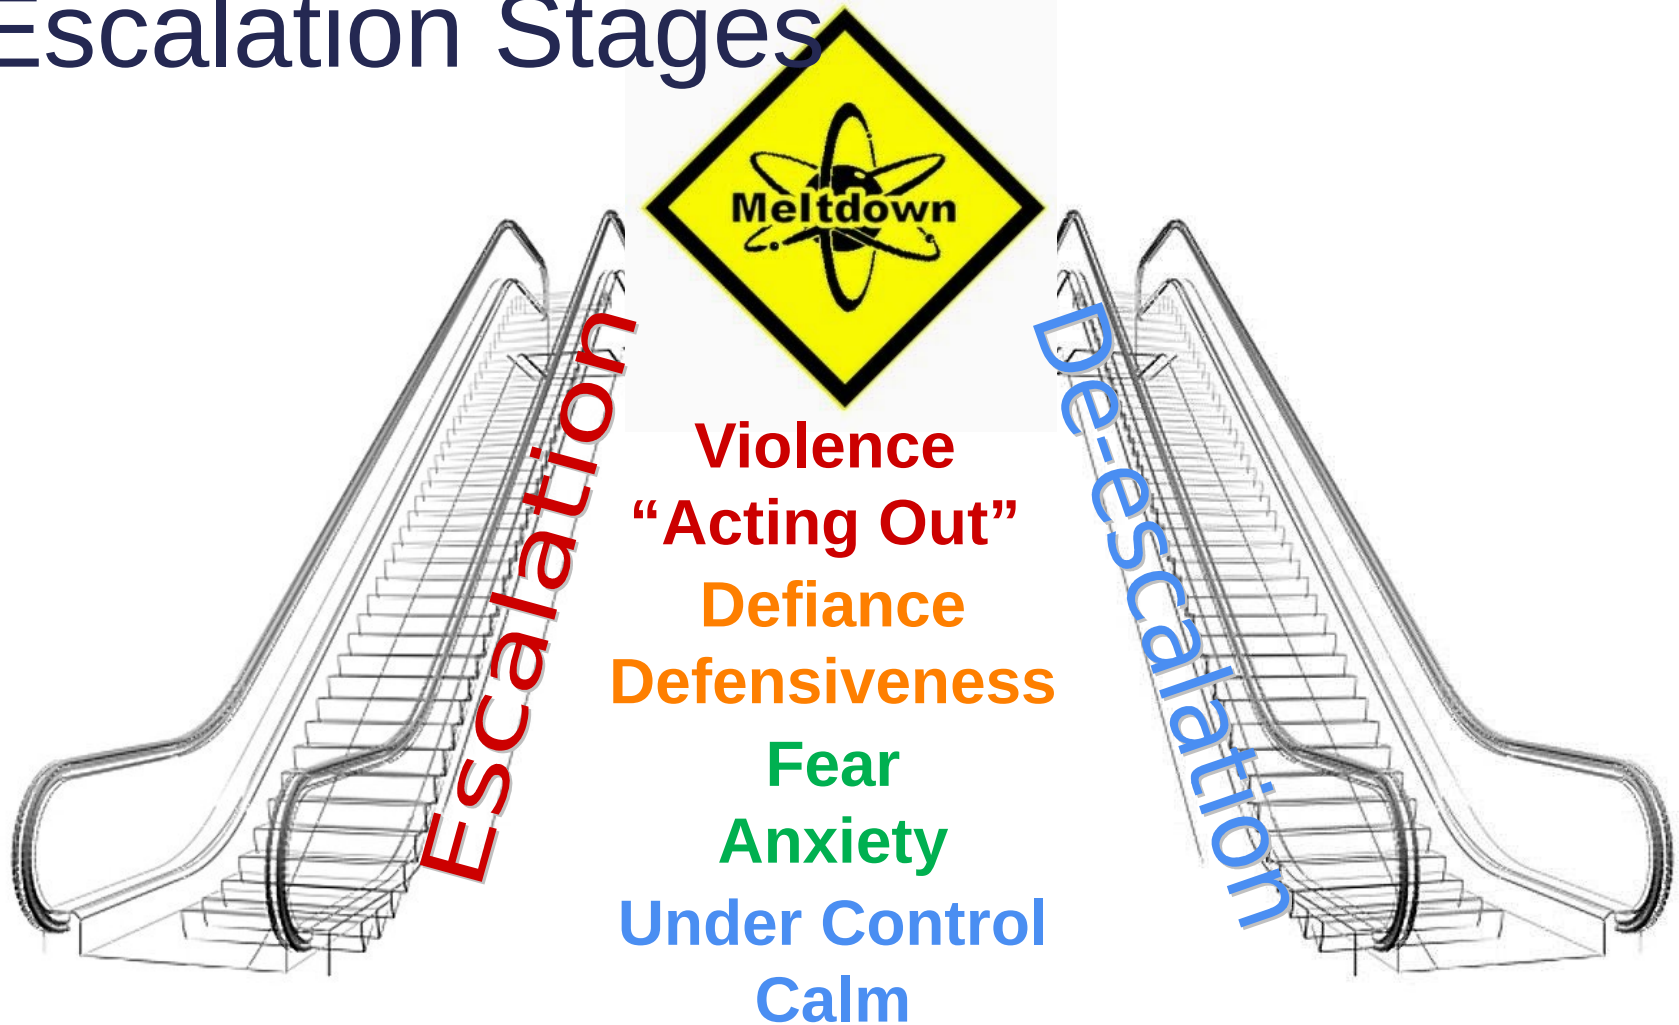 Escalation Stages
Meltdown
Escalation
De-escalation
Violence
“Acting Out”
Defiance
Defensiveness
Fear
Anxiety
Under Control
Calm